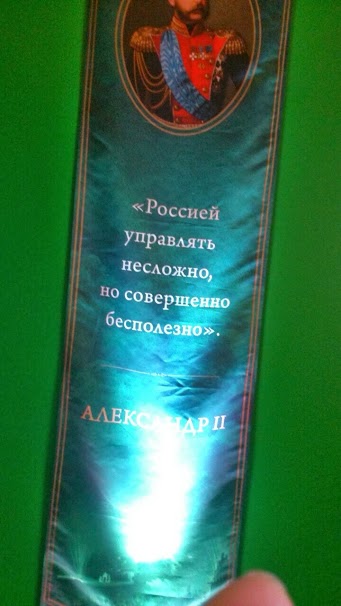 «Россией
управлять
несложно,
но совершенно
бесполезно».
АЛЕКСАНДР II